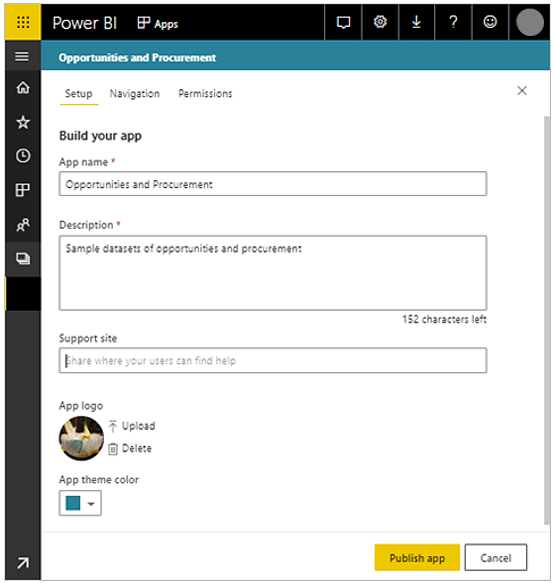 Power BI Apps
Opportunities and Procurement
Setup Navigation Permissions
Build your app
App name *
Opportunities and Procurement
Description *
Sample datasets of opportunities and procurement
152 characters left
Support site
Share where your users can find help
App logo
Upload
Delete
App theme color
Publish app Cancel